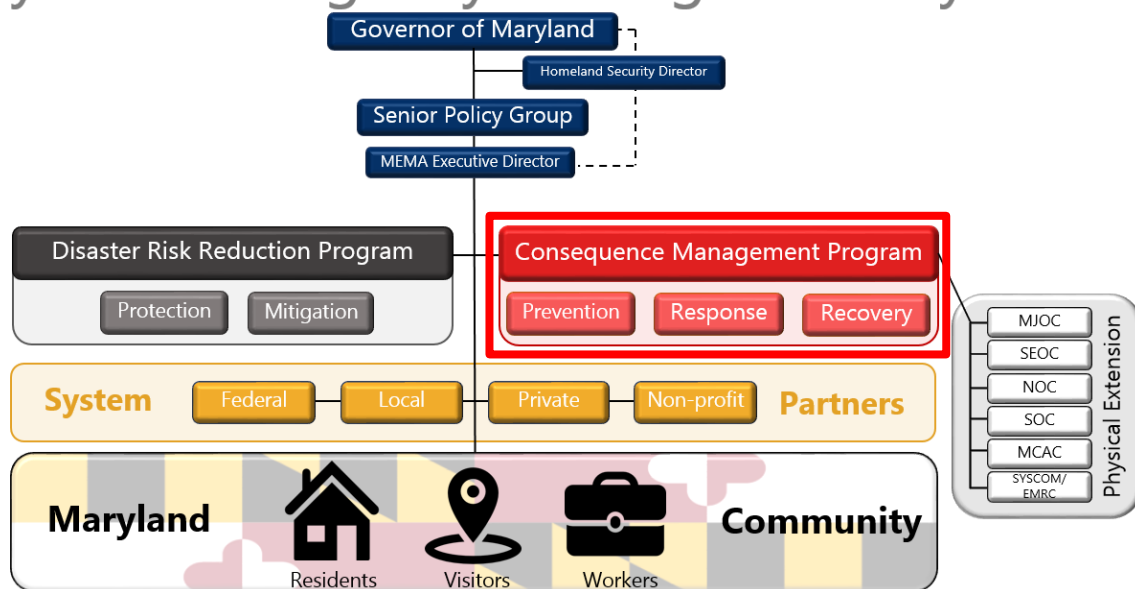 Governor of Maryland
Homeland Security Director
Senior Policy Group
MEMA Executive Director
Disaster Risk Reduction Program
Protection
Mitigation
Consequence Management Program
Prevention
Response
Recovery
MJOC
SEOC
NOC
SOC
MCAC
SYSCOM/
EMRC
Physical Extension
System
Federal
Local
Private
Non-profit
Partners
Maryland
Community
Residents
Visitors
Workers